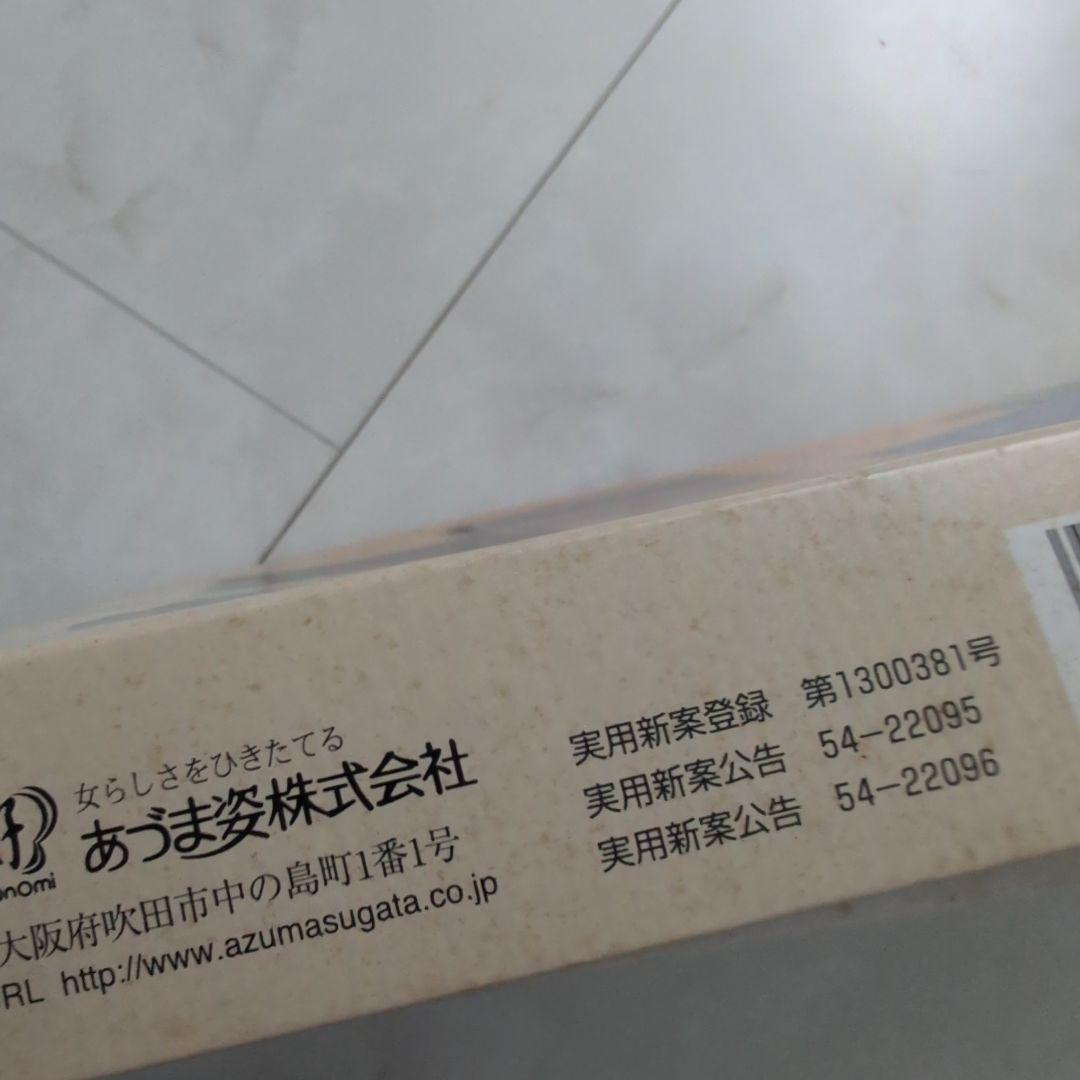 女らしさをひきたてる
あづま姿株式会社
大阪府吹田市中の島町1番1号
RL http://www.azumasugata.co.jp
実用新案登録 第1300381号
実用新案公告 54-22095
実用新案公告 54-22096